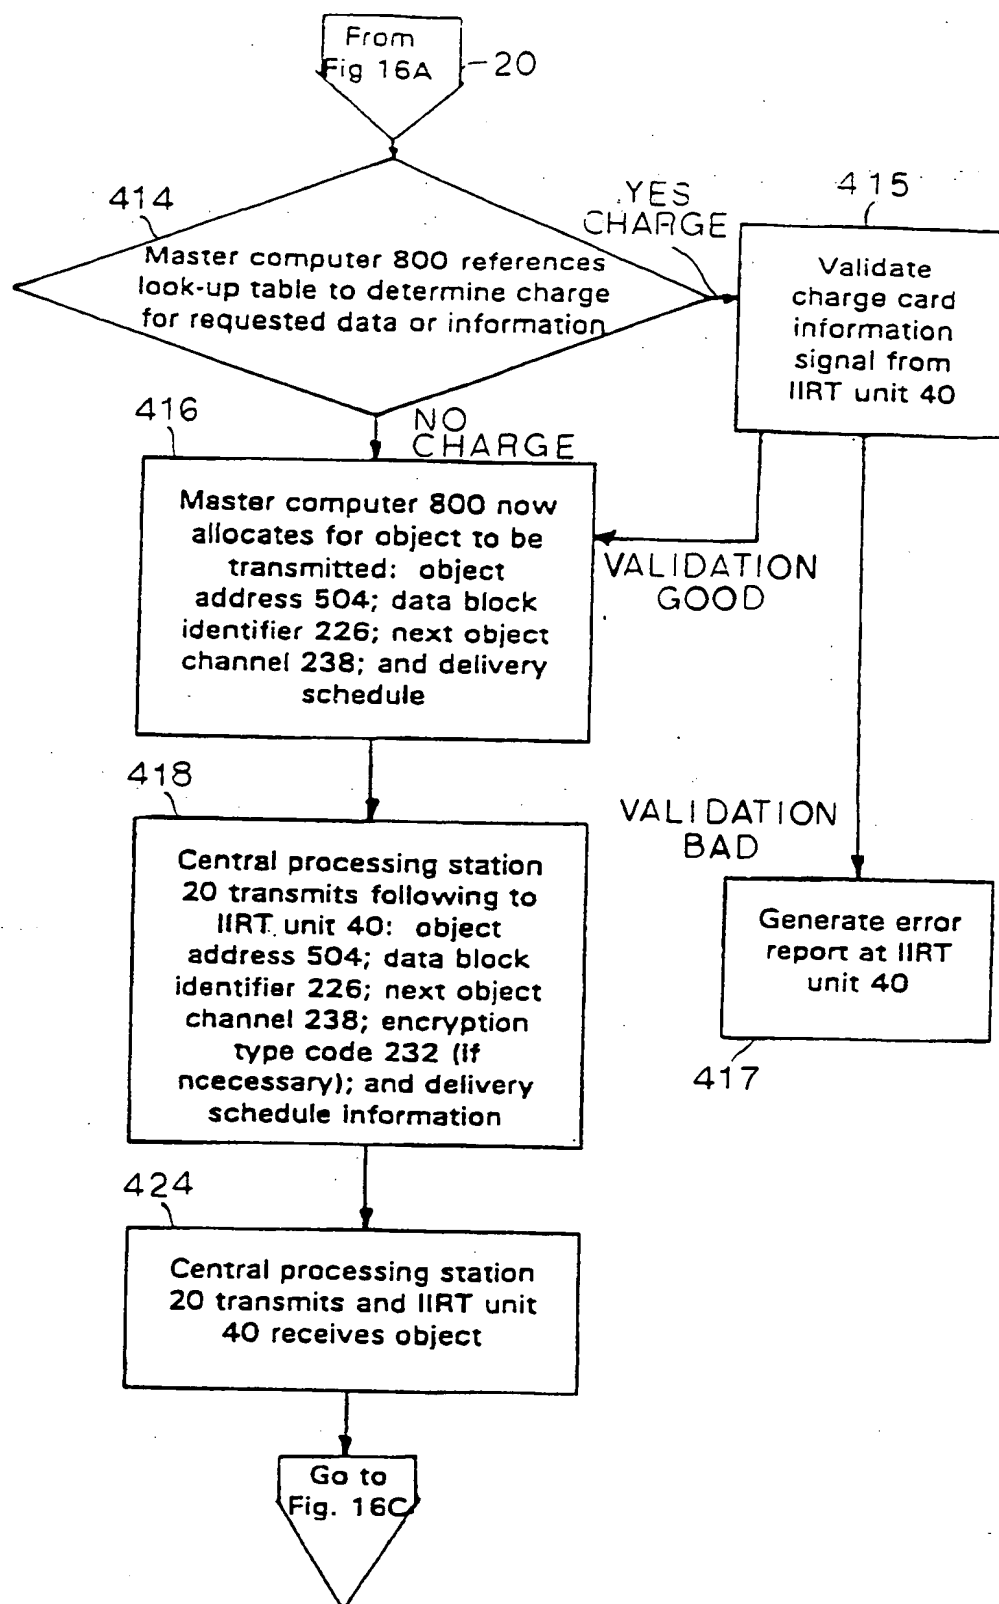 From
Fig 16A
20
414
Master computer 800 references
look-up table to determine charge
for requested data or information
YES
CHARGE
415
Validate
charge card
information
signal from
IIRT unit 40
416
NO
CHARGE
Master computer 800 now
allocates for object to be
transmitted: object
address 504; data block
identifier 226; next object
channel 238; and delivery
schedule
VALIDATION
GOOD
418
VALIDATION
BAD
Central processing station
20 transmits following to
IIRT unit 40: object
address 504; data block
identifier 226; next object
channel 238; encryption
type code 232 (if
ncecessary); and delivery
schedule information
Generate error
report at IIRT
unit 40
417
424
Central processing station
20 transmits and IIRT unit
40 receives object
Go to
Fig. 16C